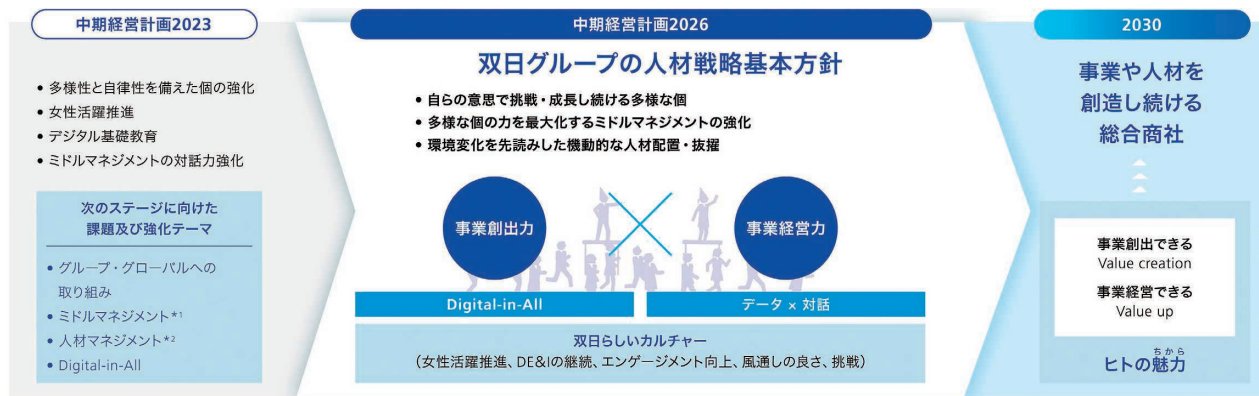 中期経営計画2023
• 多様性と自律性を備えた個の強化
• 女性活躍推進
• デジタル基礎教育
• ミドルマネジメントの対話力強化
次のステージに向けた
課題及び強化テーマ
• グループ・グローバルへの
取り組み
• ミドルマネジメント*1
• 人材マネジメント*2
• Digital-in-All
中期経営計画2026
双日グループの人材戦略基本方針
• 自らの意思で挑戦・成長し続ける多様な個
• 多様な個の力を最大化するミドルマネジメントの強化
• 環境変化を先読みした機動的な人材配置・抜擢
事業創出力
事業経営力
Digital-in-All
データ × 対話
双日らしいカルチャー
（女性活躍推進、DE&Iの継続、エンゲージメント向上、風通しの良さ、挑戦）
2030
事業や人材を
創造し続ける
総合商社
事業創出できる
Value creation
事業経営できる
Value up
ちから
ヒトの魅力